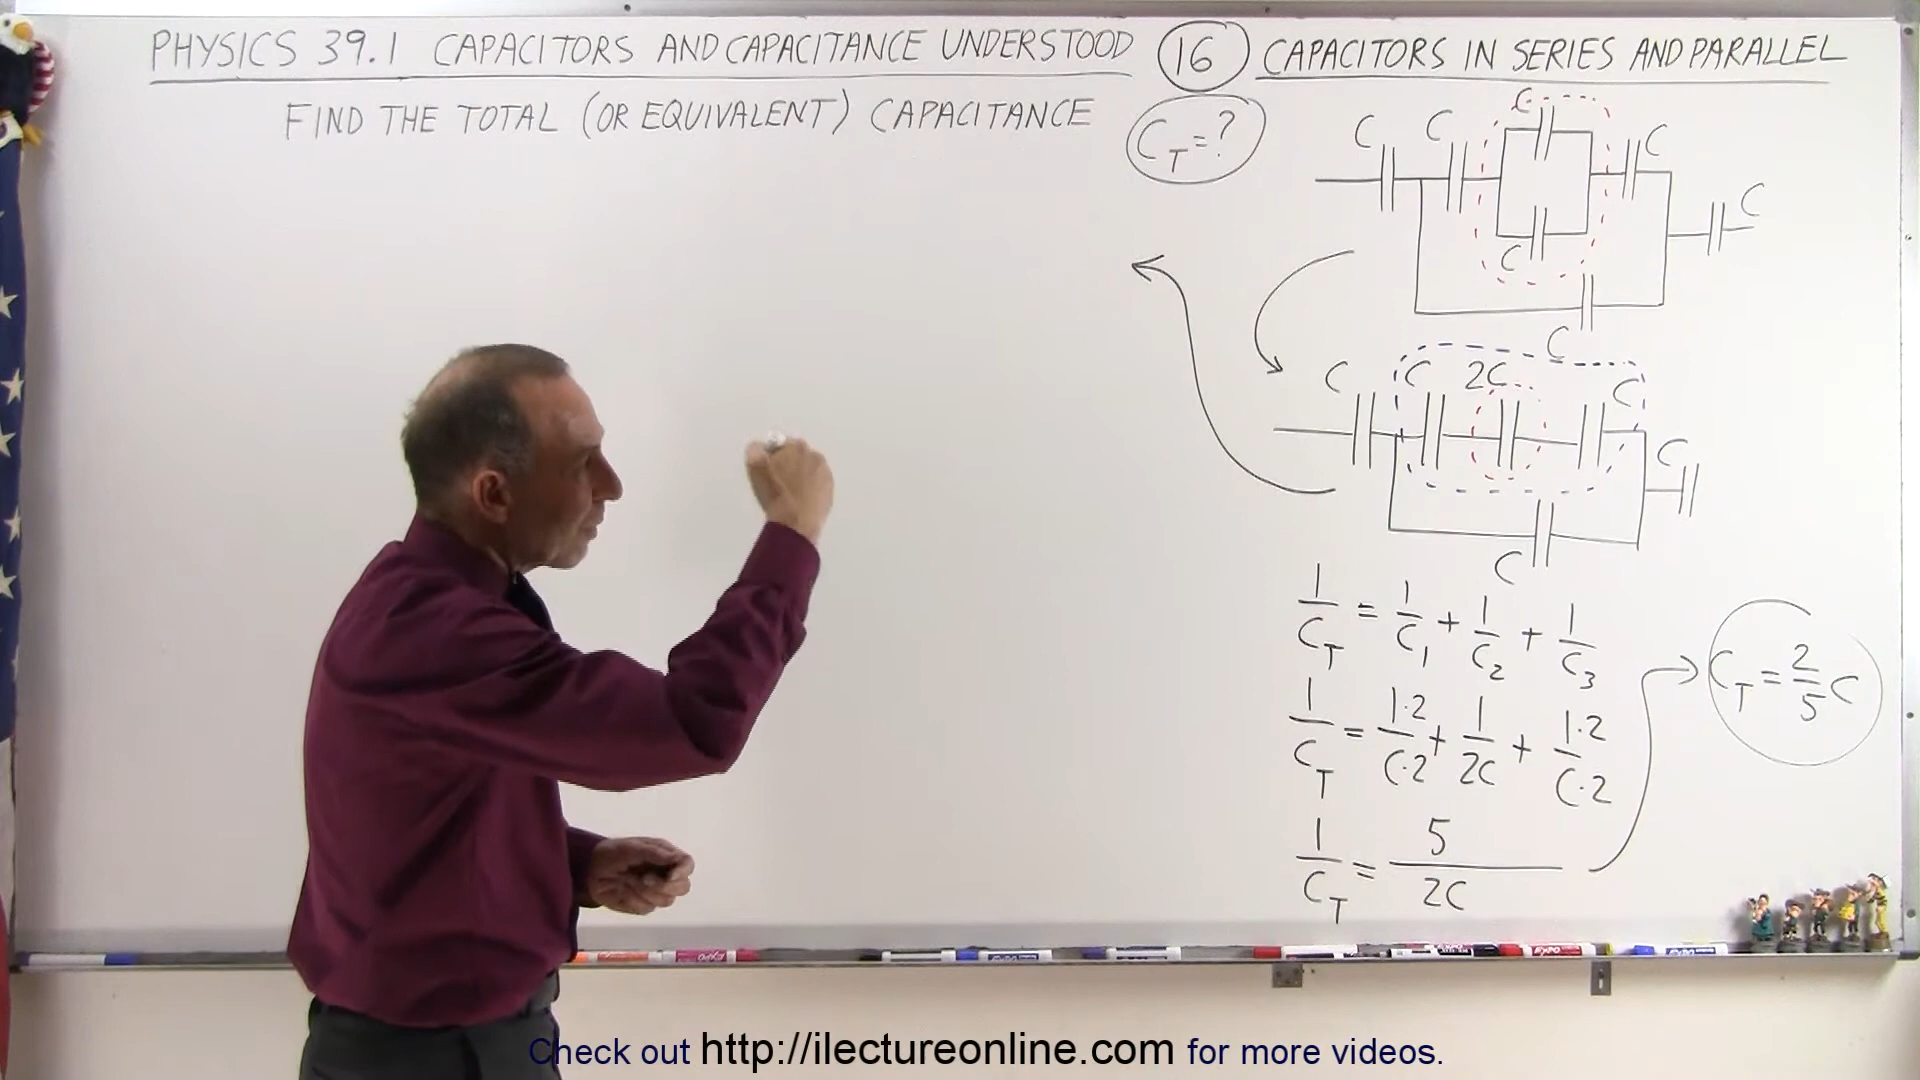 PHYSICS 39.1 CAPACITORS AND CAPACITANCE UNDERSTOOD
16 CAPACITORS IN SERIES AND PARALLEL
FIND THE TOTAL (OR EQUIVALENT) CAPACITANCE
C_T = ?
C C C C
C
C
C
C C 2C C
C
C
1/C_T = 1/C_1 + 1/C_2 + 1/C_3
1/C_T = 1·2/C·2 + 1/2C + 1·2/C·2
C_T = 2/5 C
1/C_T = 5/2C
Check out http://ilectureonline.com for more videos.